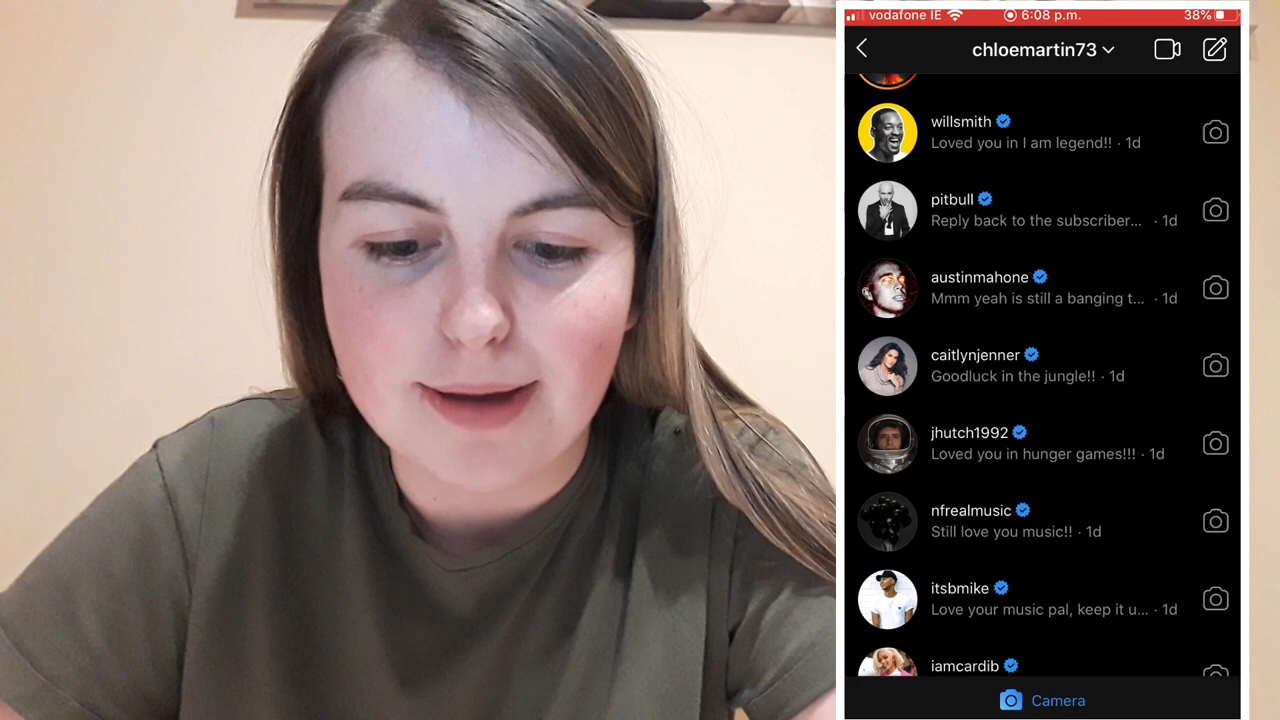 vodafone IE 6:08 p.m. 38%
chloemartin73
willsmith
Loved you in I am legend!! · 1d
pitbull
Reply back to the subscriber... · 1d
austinmahone
Mmm yeah is still a banging t... · 1d
caitlynjenner
Goodluck in the jungle!! · 1d
jhutch1992
Loved you in hunger games!!! · 1d
nfrealmusic
Still love you music!! · 1d
itsbmike
Love your music pal, keep it u... · 1d
iamcardib
Camera